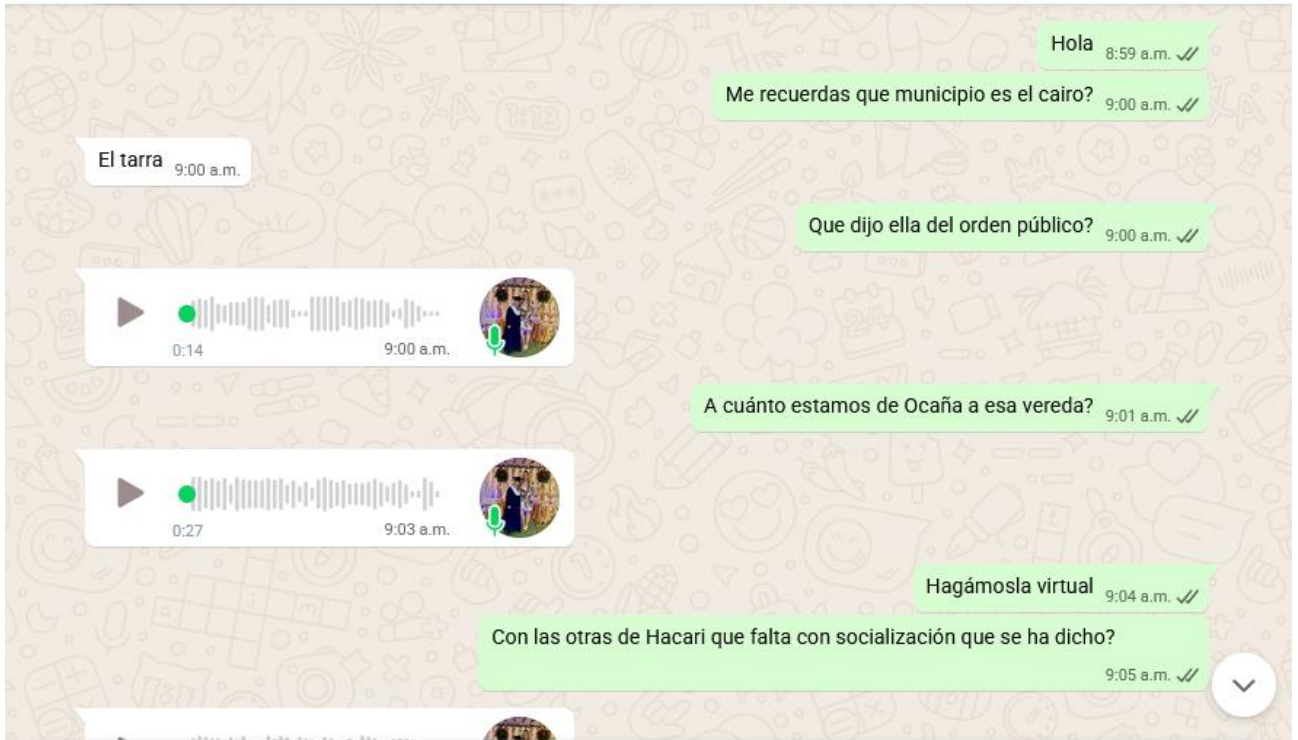 Hola 8:59 a.m.
Me recuerdas que municipio es el cairo? 9:00 a.m.
El tarra 9:00 a.m.
Que dijo ella del orden público? 9:00 a.m.
0:14 9:00 a.m.
A cuánto estamos de Ocaña a esa vereda? 9:01 a.m.
0:27 9:03 a.m.
Hagámosla virtual 9:04 a.m.
Con las otras de Hacari que falta con socialización que se ha dicho?
9:05 a.m.